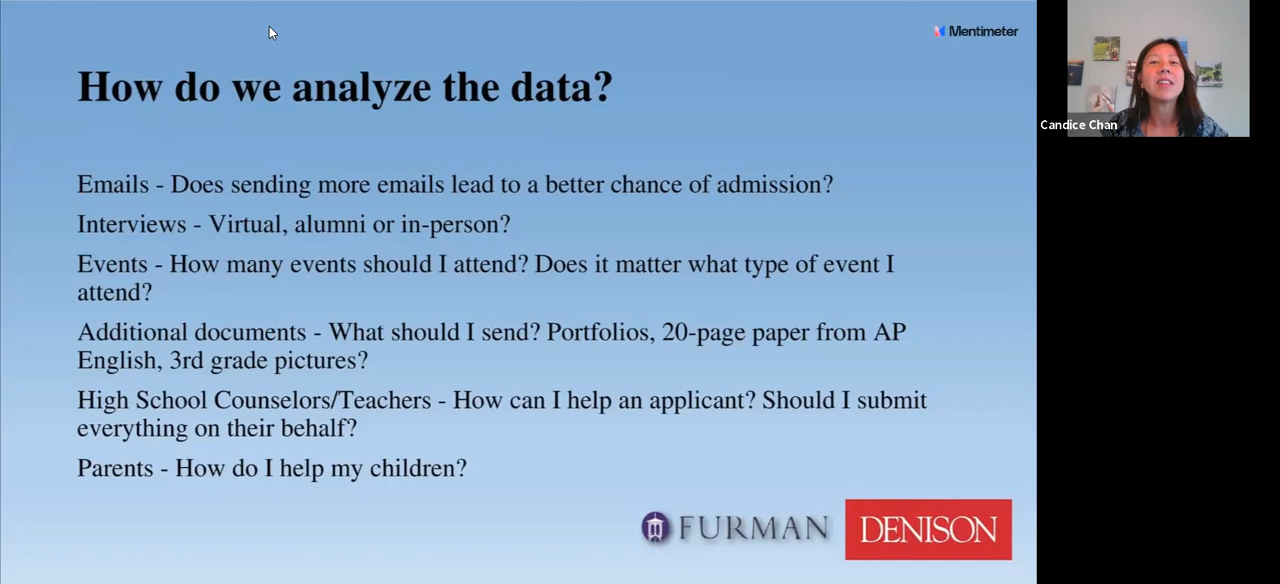 Mentimeter
How do we analyze the data?
Emails - Does sending more emails lead to a better chance of admission?
Interviews - Virtual, alumni or in-person?
Events - How many events should I attend? Does it matter what type of event I
attend?
Additional documents - What should I send? Portfolios, 20-page paper from AP
English, 3rd grade pictures?
High School Counselors/Teachers - How can I help an applicant? Should I submit
everything on their behalf?
Parents - How do I help my children?
FURMAN
DENISON
Candice Chan